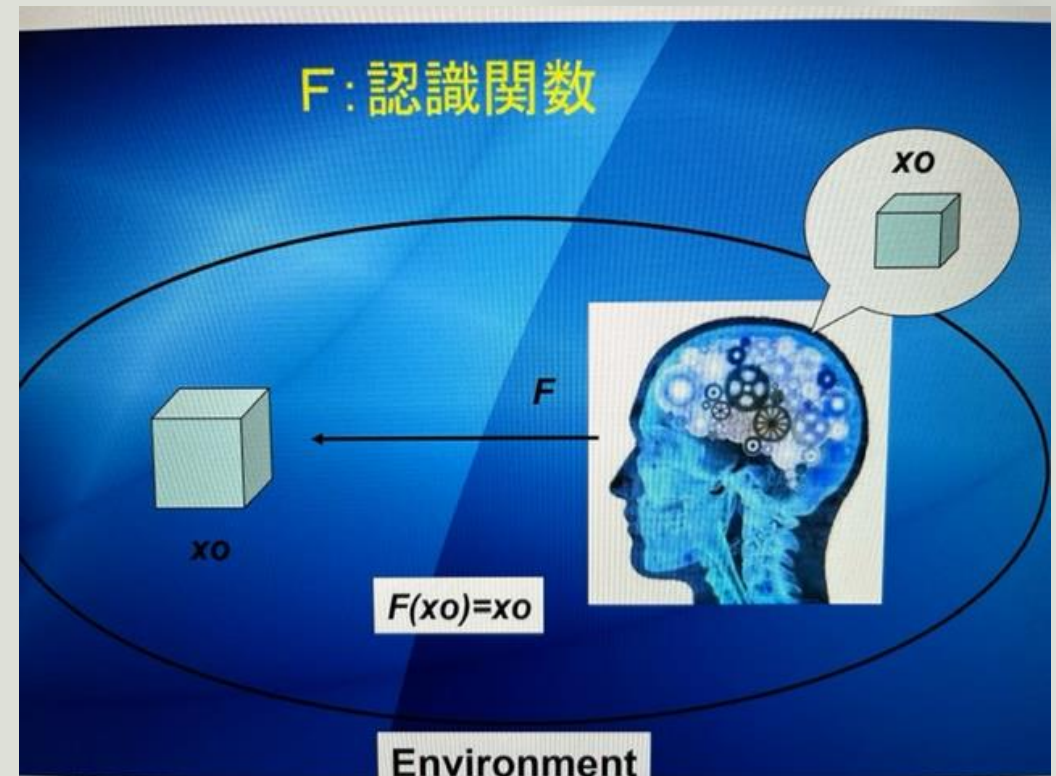 F:認識関数
xo
F
xo
F(xo)=xo
Environment